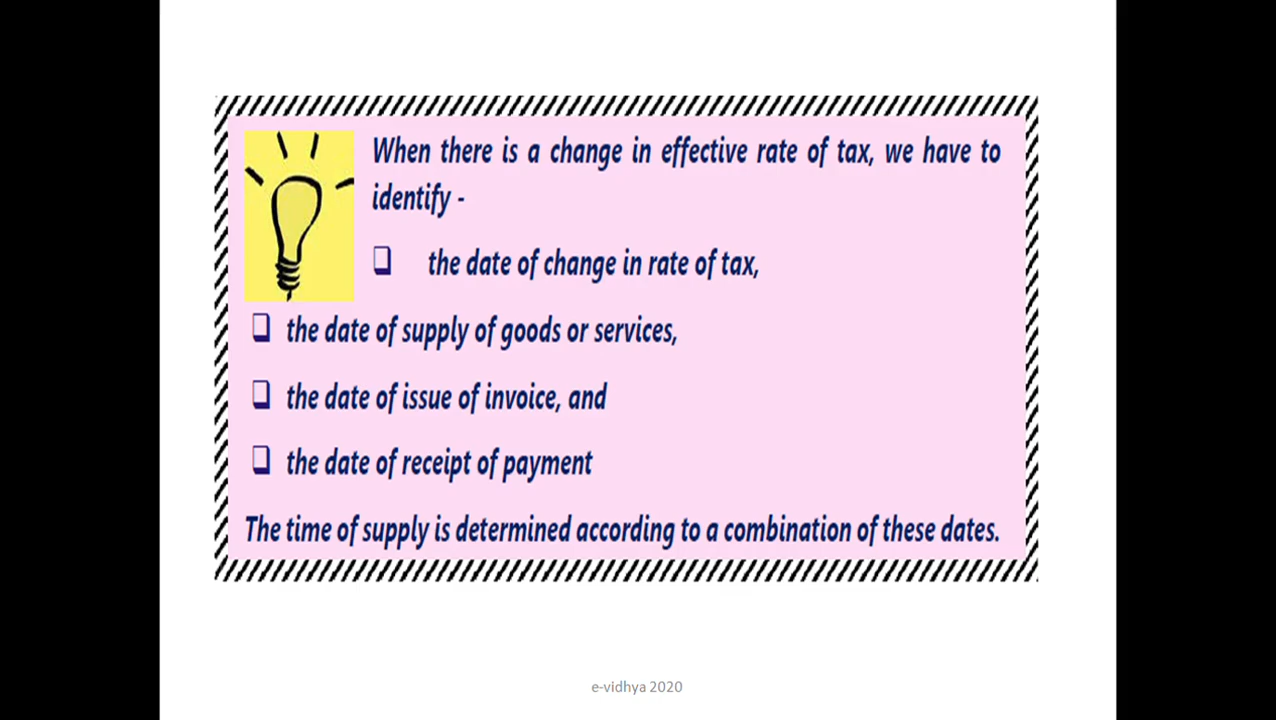 When there is a change in effective rate of tax, we have to
identify -
❑ the date of change in rate of tax,
❑ the date of supply of goods or services,
❑ the date of issue of invoice, and
❑ the date of receipt of payment
The time of supply is determined according to a combination of these dates.
e-vidhya 2020